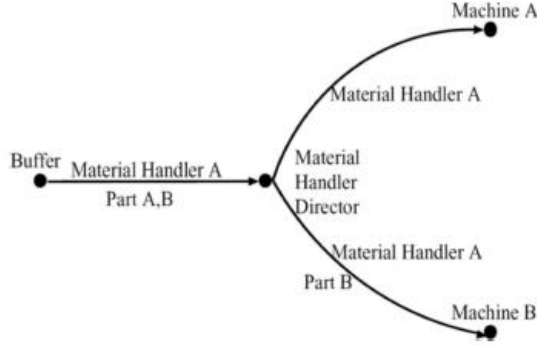 Machine A
Material Handler A
Buffer
Material Handler A
Part A,B
Material
Handler
Director
Material Handler A
Part B
Machine B